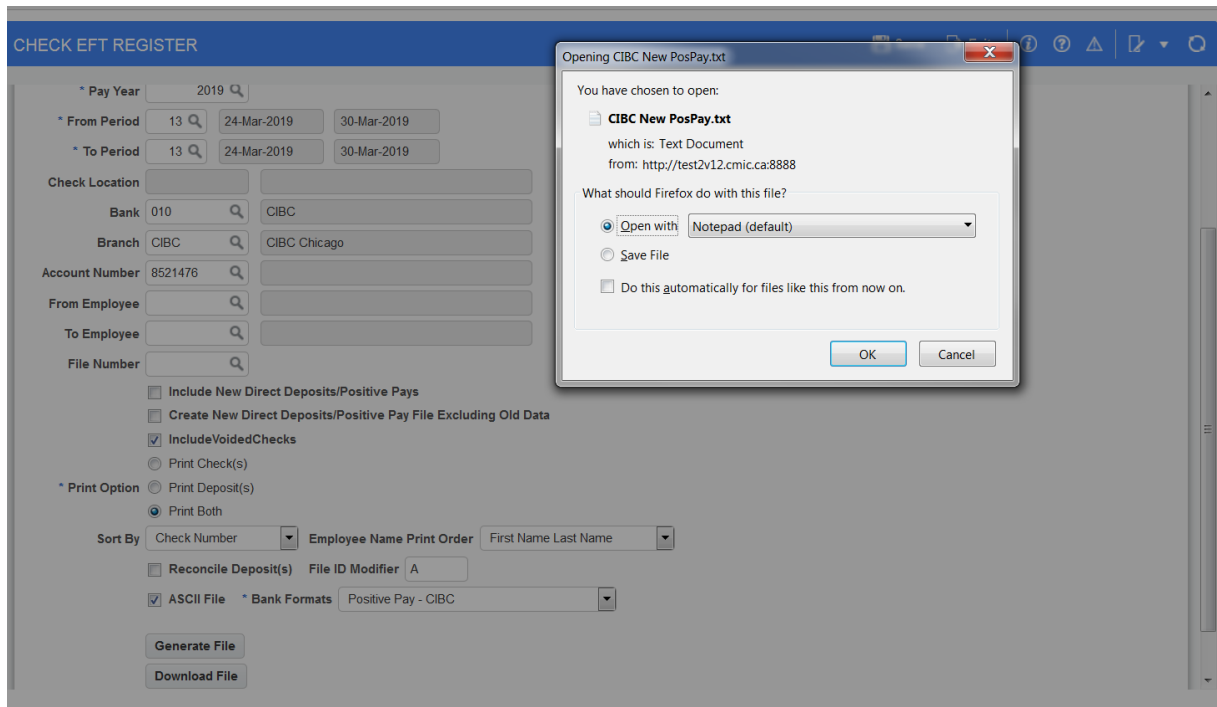 CHECK EFT REGISTER
* Pay Year 2019
* From Period 13 24-Mar-2019 30-Mar-2019
* To Period 13 24-Mar-2019 30-Mar-2019
Check Location
Bank 010 CIBC
Branch CIBC CIBC Chicago
Account Number 8521476
From Employee
To Employee
File Number
Include New Direct Deposits/Positive Pays
Create New Direct Deposits/Positive Pay File Excluding Old Data
IncludeVoidedChecks
Print Check(s)
* Print Option Print Deposit(s)
Print Both
Sort By Check Number Employee Name Print Order First Name Last Name
Reconcile Deposit(s) File ID Modifier A
ASCII File * Bank Formats Positive Pay - CIBC
Generate File
Download File
Opening CIBC New PosPay.txt
You have chosen to open:
CIBC New PosPay.txt
which is: Text Document
from: http://test2v12.cmic.ca:8888
What should Firefox do with this file?
Open with Notepad (default)
Save File
Do this automatically for files like this from now on.
OK Cancel